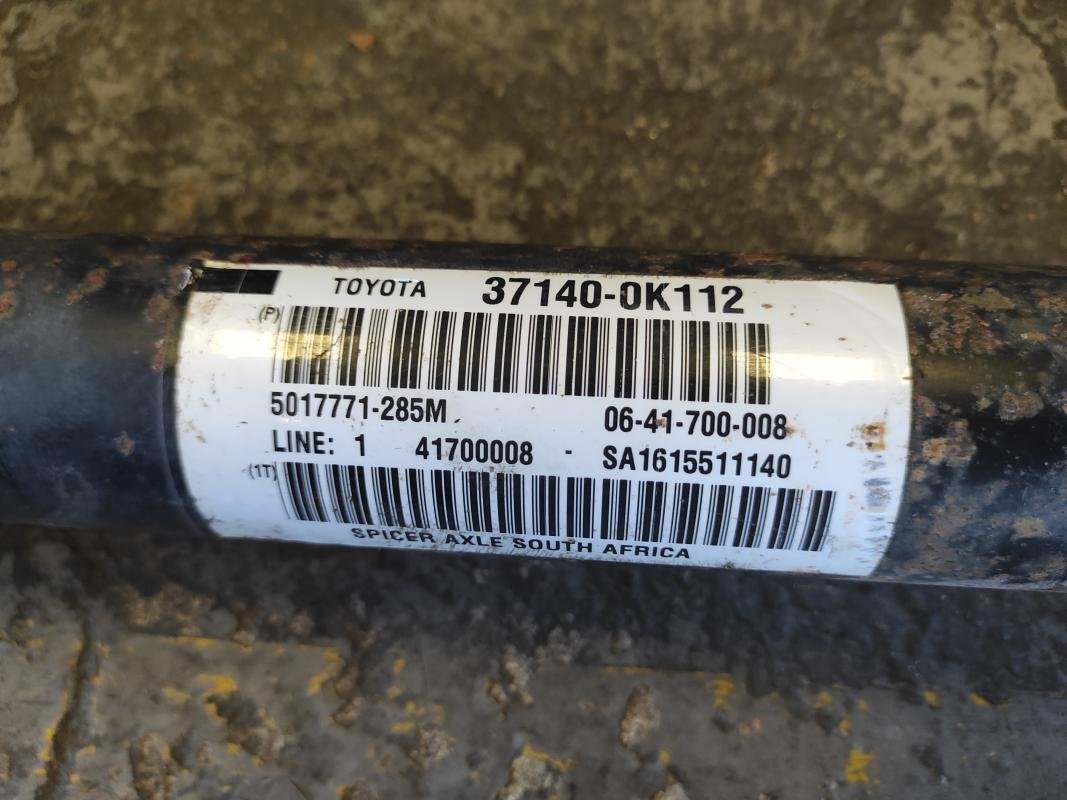 TOYOTA 37140-0K112
(P)
5017771-285M 06-41-700-008
LINE: 1 41700008 - SA1615511140
(1T)
SPICER AXLE SOUTH AFRICA